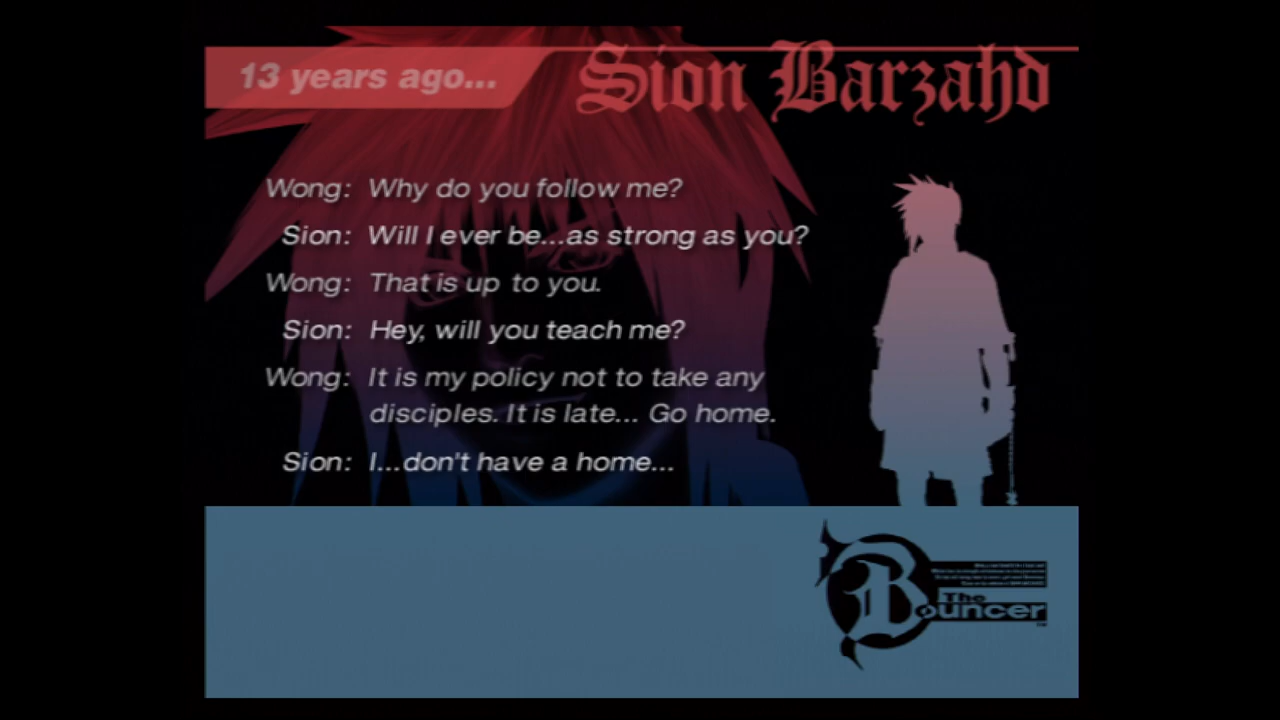 13 years ago...
Sion Barzahd
Wong: Why do you follow me?
Sion: Will I ever be...as strong as you?
Wong: That is up to you.
Sion: Hey, will you teach me?
Wong: It is my policy not to take any
disciples. It is late... Go home.
Sion: I...don't have a home...
The
Bouncer